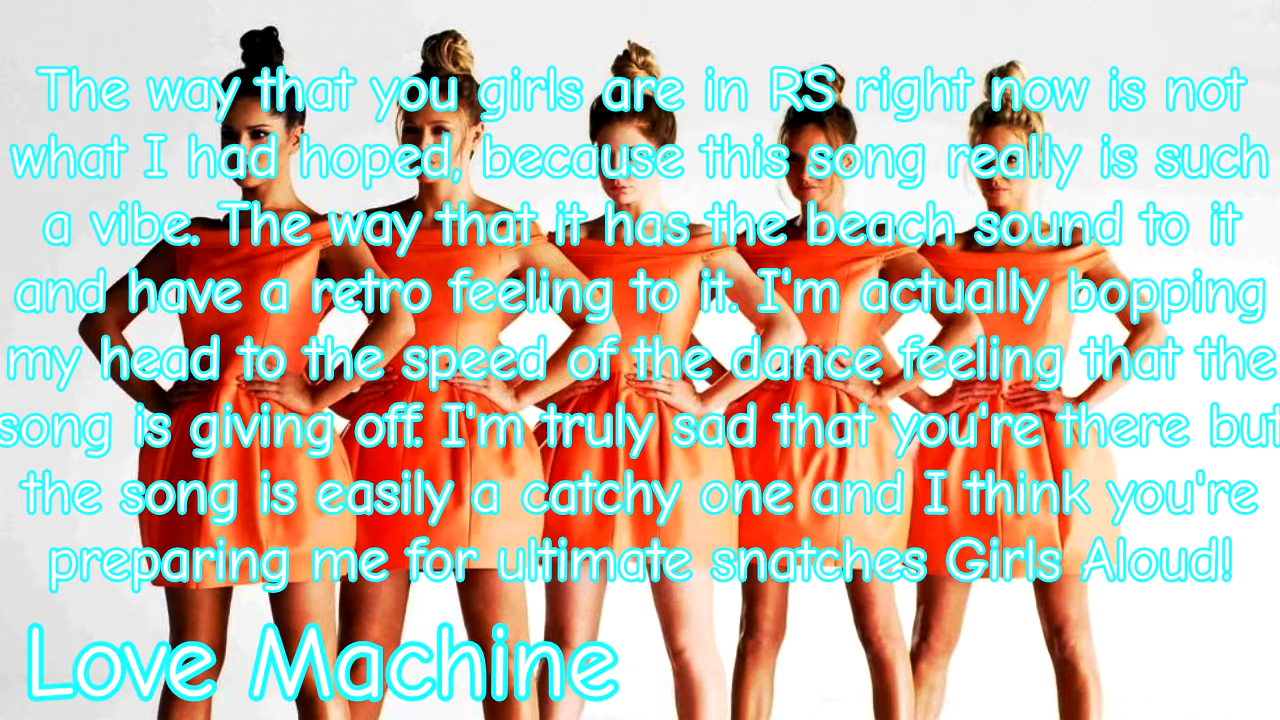 The way that you girls are in RS right now is not
what I had hoped, because this song really is such
a vibe. The way that it has the beach sound to it
and have a retro feeling to it. I'm actually bopping
my head to the speed of the dance feeling that the
song is giving off. I'm truly sad that you're there but
the song is easily a catchy one and I think you're
preparing me for ultimate snatches Girls Aloud!
Love Machine